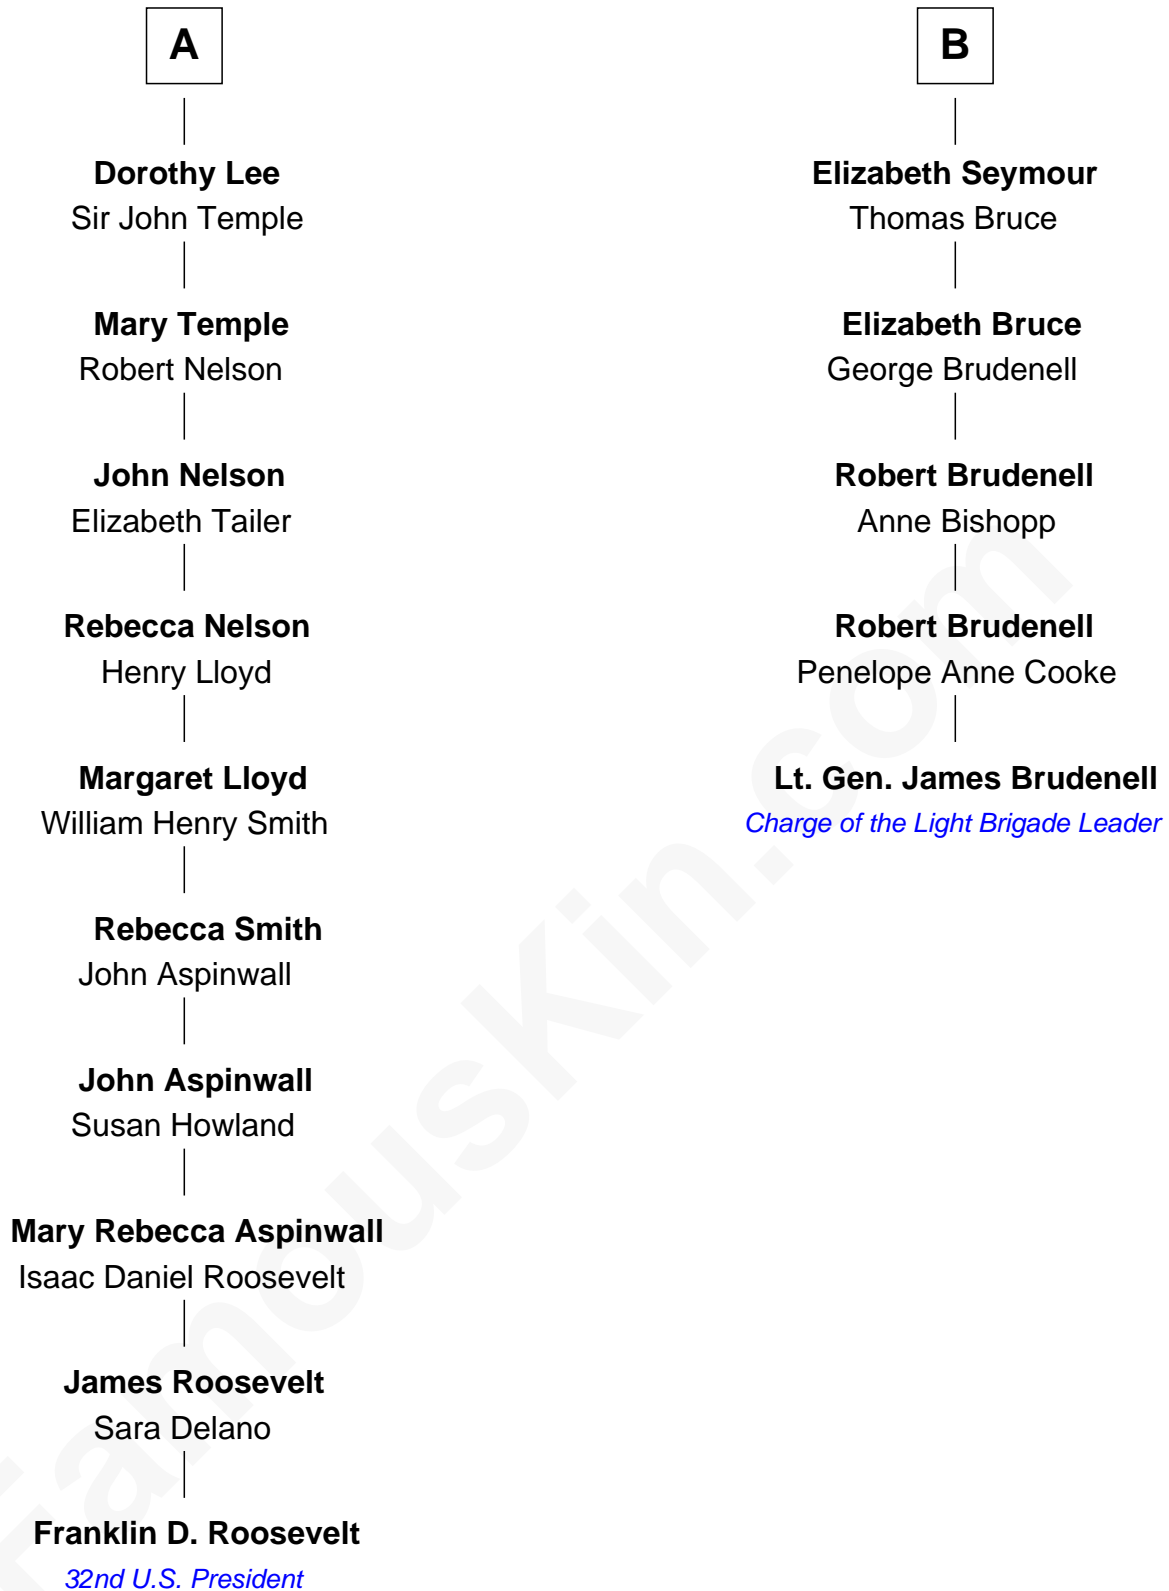 A
Dorothy Lee
Sir John Temple
Mary Temple
Robert Nelson
John Nelson
Elizabeth Tailer
Rebecca Nelson
Henry Lloyd
Margaret Lloyd
William Henry Smith
Rebecca Smith
John Aspinwall
John Aspinwall
Susan Howland
Mary Rebecca Aspinwall
Isaac Daniel Roosevelt
James Roosevelt
Sara Delano
Franklin D. Roosevelt
32nd U.S. President
B
Elizabeth Seymour
Thomas Bruce
Elizabeth Bruce
George Brudenell
Robert Brudenell
Anne Bishopp
Robert Brudenell
Penelope Anne Cooke
Lt. Gen. James Brudenell
Charge of the Light Brigade Leader
FamousKin.com